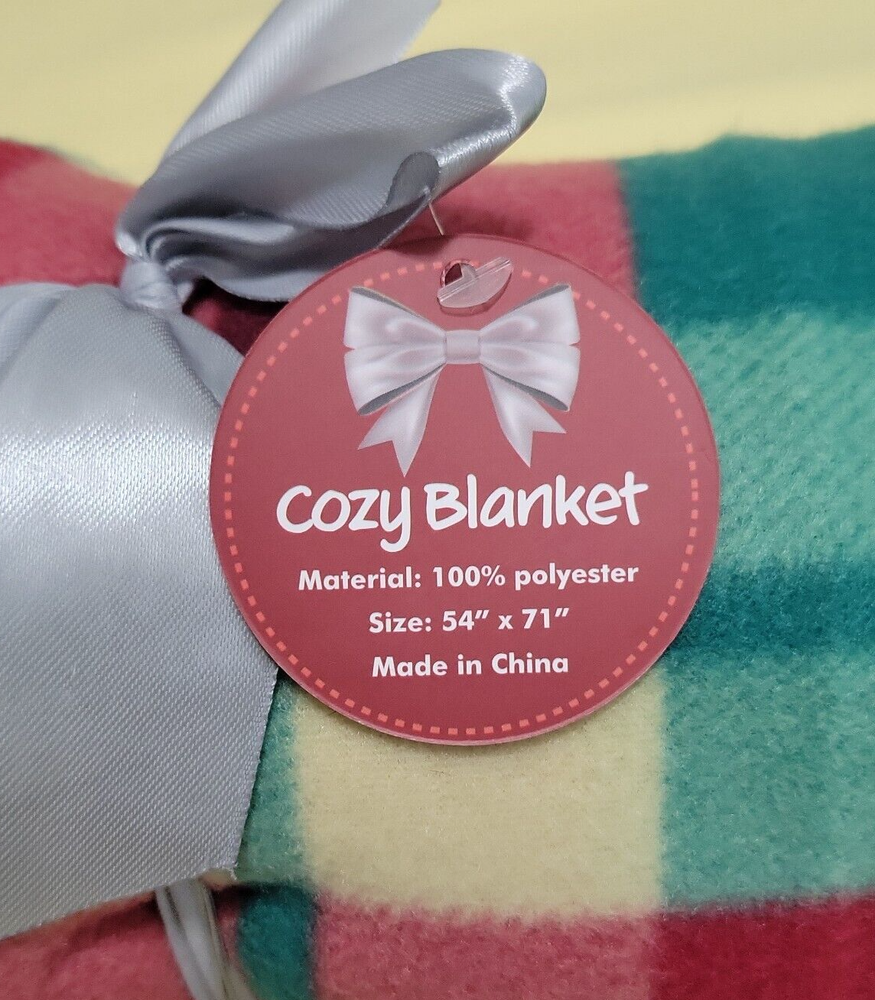 Cozy Blanket
Material: 100% polyester
Size: 54” x 71”
Made in China